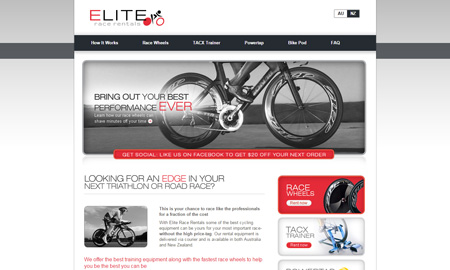 ELITE
race rentals
AU NZ
How It Works Race Wheels TACX Trainer Powertap Bike Pod FAQ
BRING OUT YOUR BEST
PERFORMANCE EVER
Learn how our race wheels can
shave minutes off your time
GET SOCIAL. LIKE US ON FACEBOOK TO GET $20 OFF YOUR NEXT ORDER
LOOKING FOR AN EDGE IN YOUR
NEXT TRIATHLON OR ROAD RACE?
This is your chance to race like the professionals
for a fraction of the cost
With Elite Race Rentals some of the best cycling
equipment can be yours for your most important race
without the high price-tag. Our rental equipment is
delivered via courier and is available in both Australia
and New Zealand.
We offer the best training equipment along with the fastest race wheels to help
you be the best you can be
RACE
WHEELS
Rent now
TACX
TRAINER
Rent now
POWERTAP